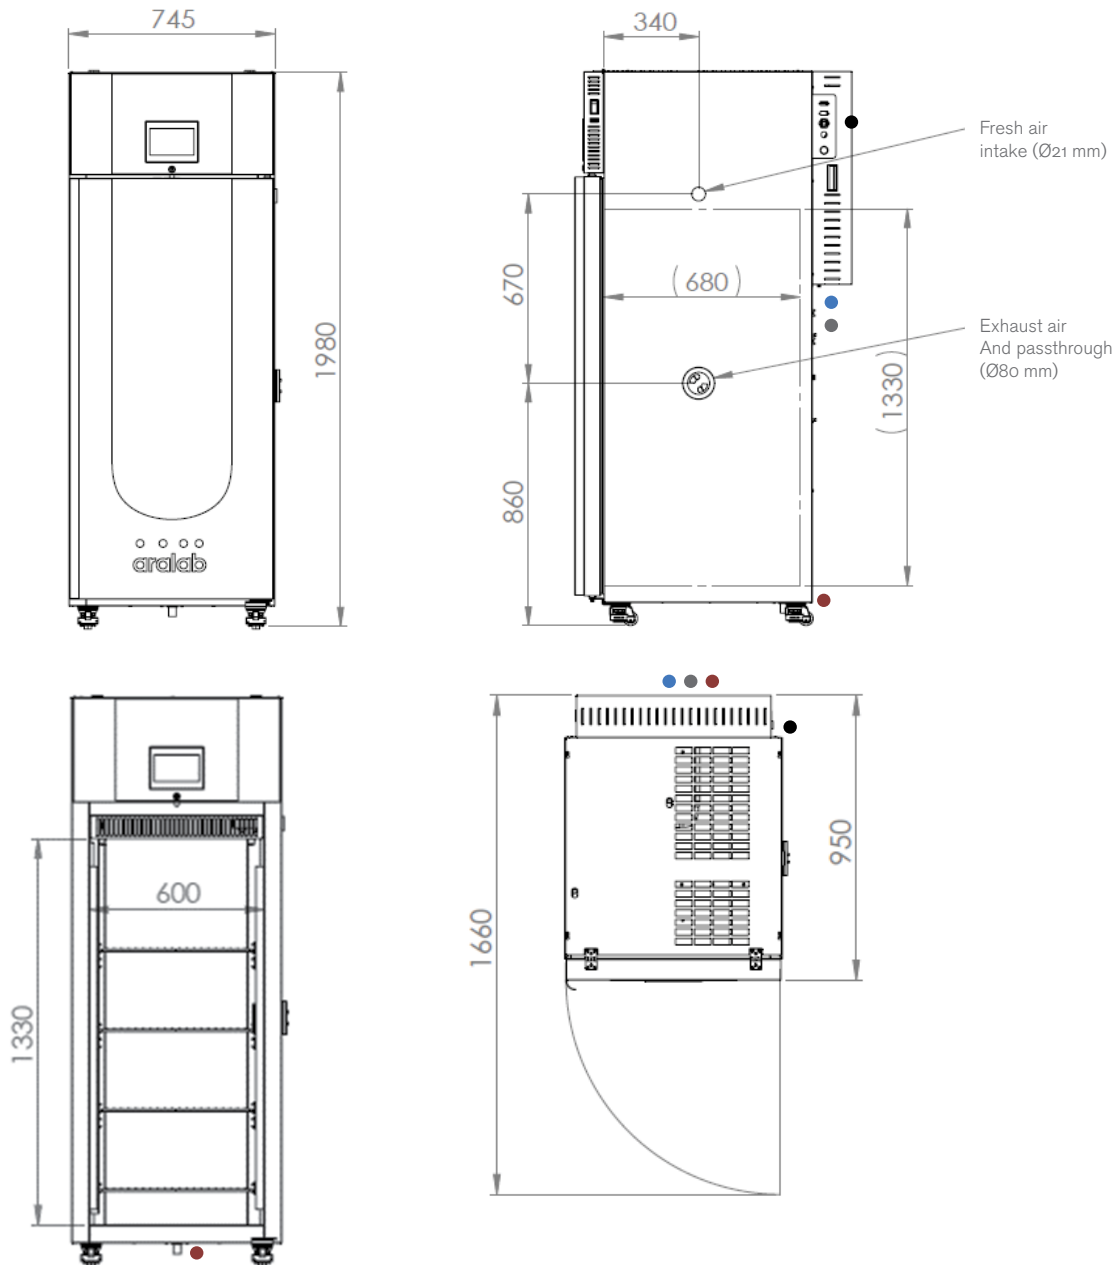 745
340
Fresh air
intake (Ø21 mm)
670
(680)
1980
Exhaust air
And passthrough
(Ø80 mm)
(1330)
860
aralab
600
950
1660
1330